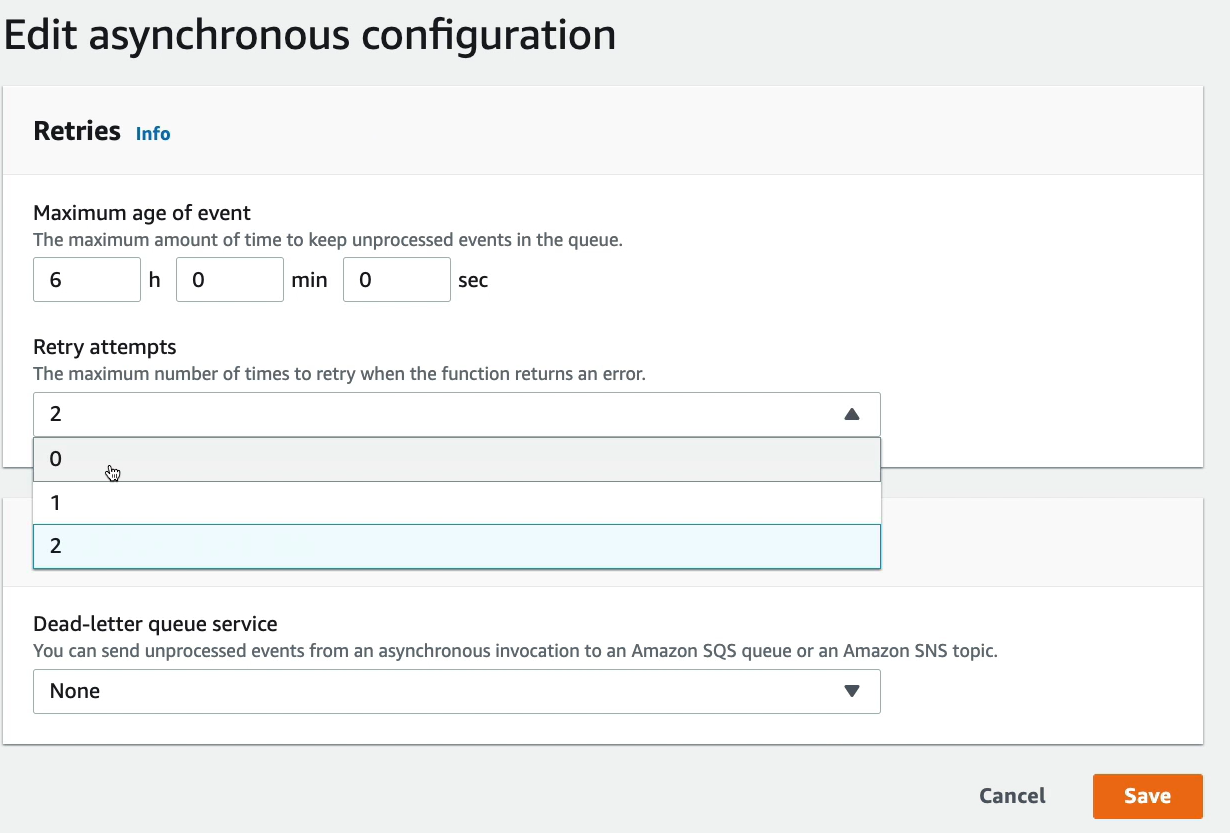 Edit asynchronous configuration
Retries Info
Maximum age of event
The maximum amount of time to keep unprocessed events in the queue.
6 h 0 min 0 sec
Retry attempts
The maximum number of times to retry when the function returns an error.
2
0
1
2
Dead-letter queue service
You can send unprocessed events from an asynchronous invocation to an Amazon SQS queue or an Amazon SNS topic.
None
Cancel Save